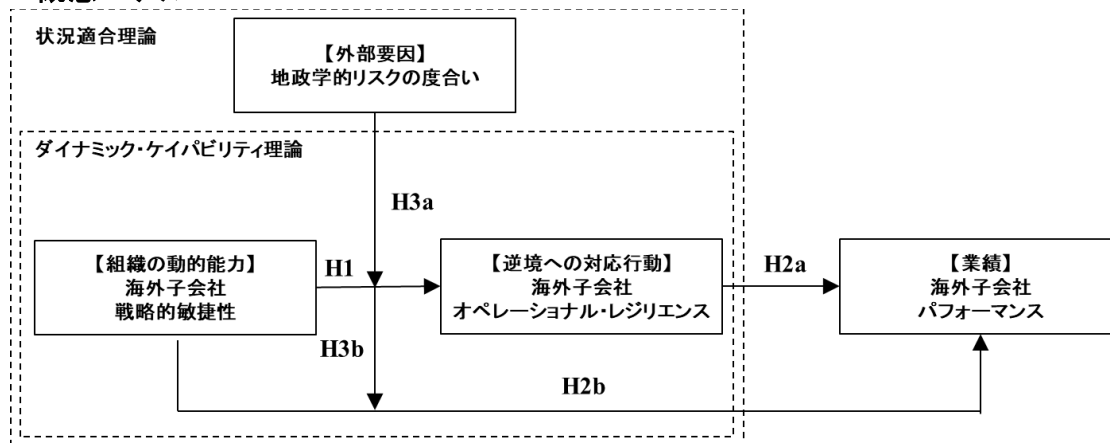 状況適合理論
【外部要因】
地政学的リスクの度合い
ダイナミック・ケイパビリティ理論
H3a
【組織の動的能力】
海外子会社
戦略的敏捷性
H1
【逆境への対応行動】
海外子会社
オペレーショナル・レジリエンス
H2a
【業績】
海外子会社
パフォーマンス
H3b
H2b